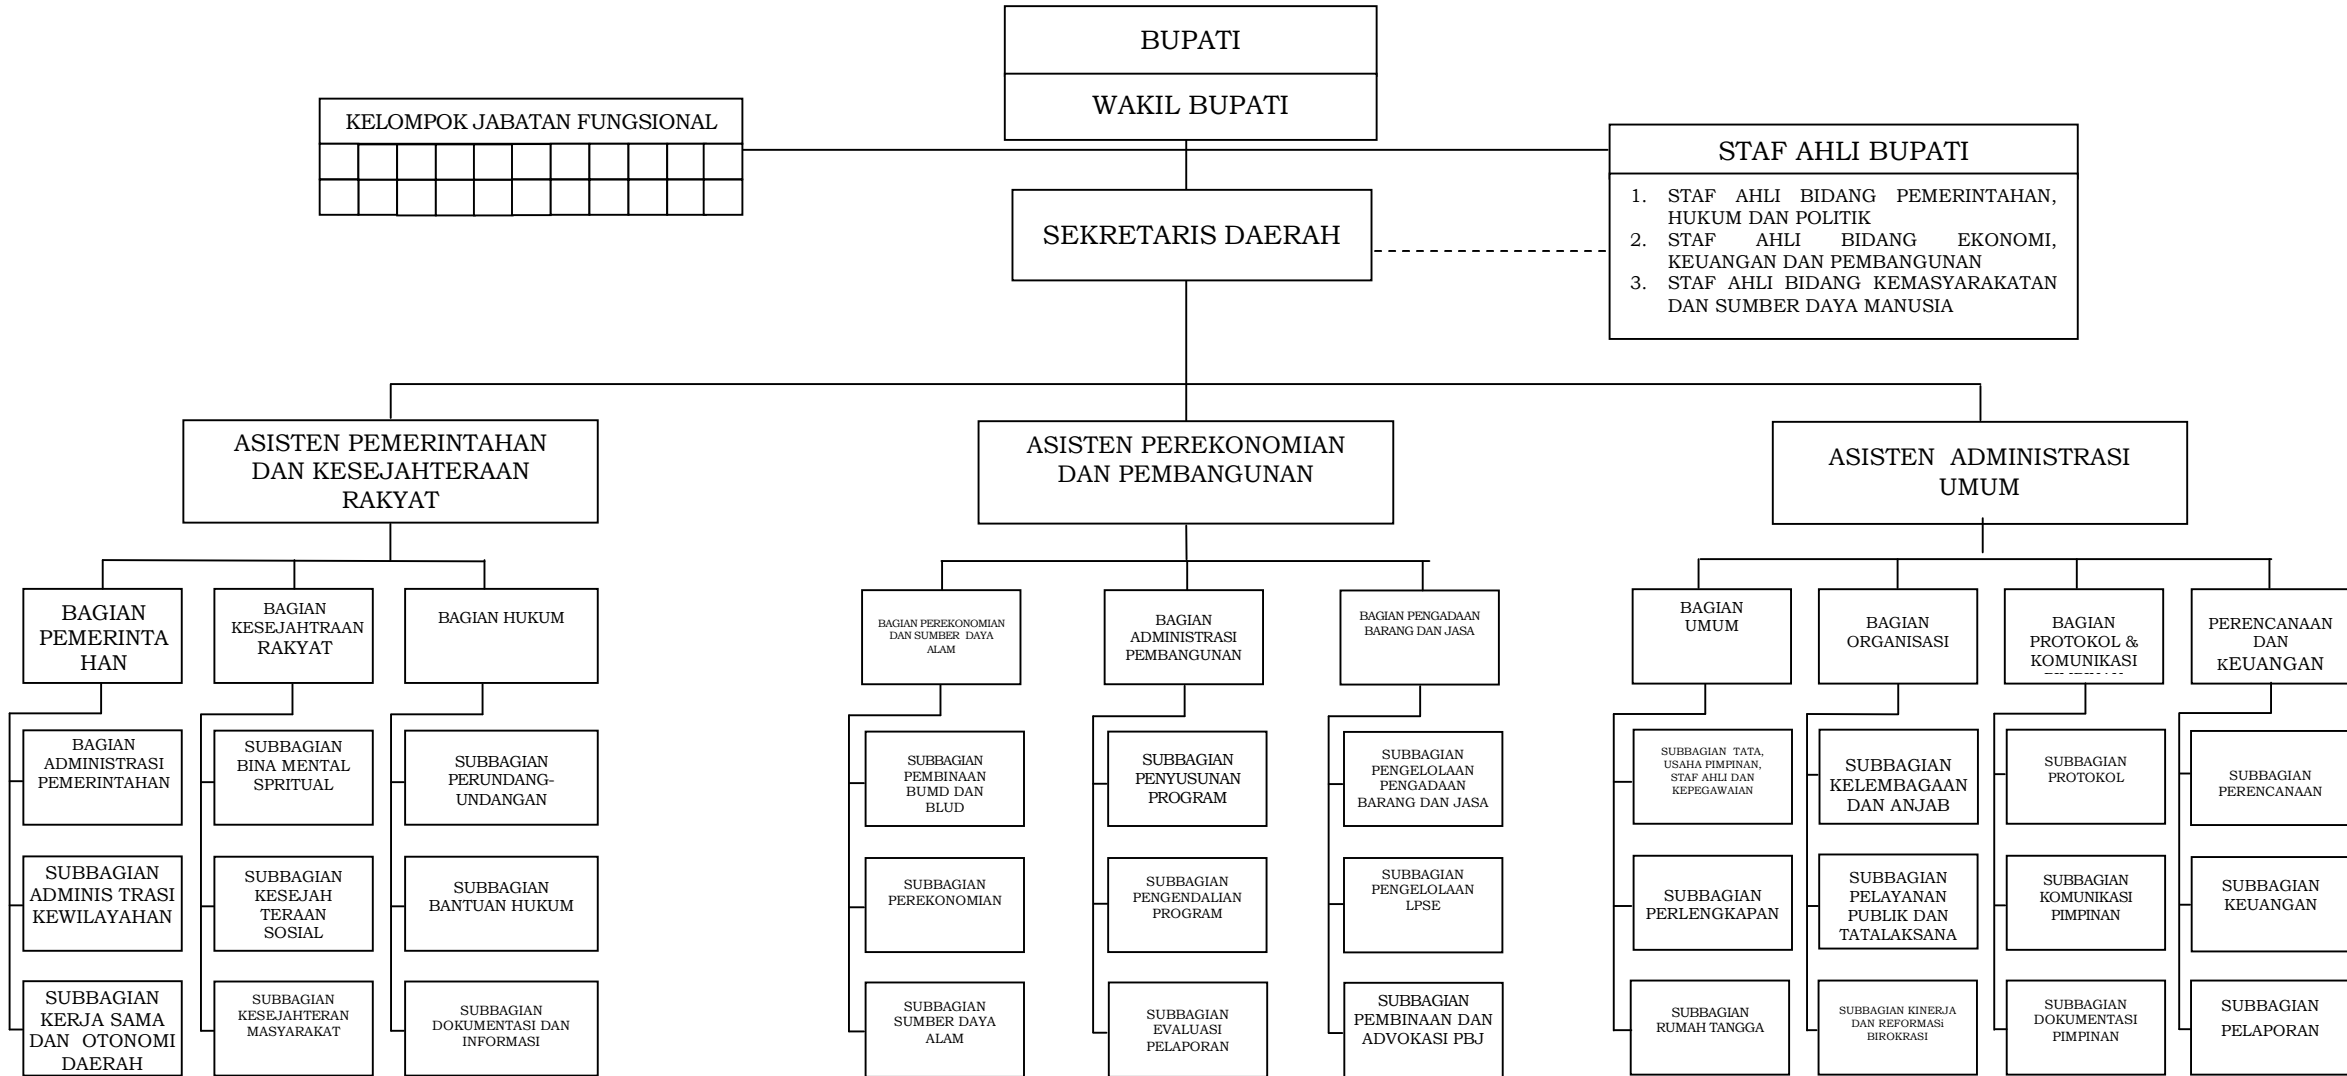 BUPATI
WAKIL BUPATI
KELOMPOK JABATAN FUNGSIONAL
STAF AHLI BUPATI
1. STAF AHLI BIDANG PEMERINTAHAN,
HUKUM DAN POLITIK
2. STAF AHLI BIDANG EKONOMI,
KEUANGAN DAN PEMBANGUNAN
3. STAF AHLI BIDANG KEMASYARAKATAN
DAN SUMBER DAYA MANUSIA
SEKRETARIS DAERAH
ASISTEN PEMERINTAHAN
DAN KESEJAHTERAAN
RAKYAT
ASISTEN PEREKONOMIAN
DAN PEMBANGUNAN
ASISTEN ADMINISTRASI
UMUM
BAGIAN
PEMERINTA
HAN
BAGIAN
KESEJAHTRAAN
RAKYAT
BAGIAN HUKUM
BAGIAN PEREKONOMIAN
DAN SUMBER DAYA
ALAM
BAGIAN
ADMINISTRASI
PEMBANGUNAN
BAGIAN PENGADAAN
BARANG DAN JASA
BAGIAN
UMUM
BAGIAN
ORGANISASI
BAGIAN
PROTOKOL &
KOMUNIKASI
PERENCANAAN
DAN
KEUANGAN
BAGIAN
ADMINISTRASI
PEMERINTAHAN
SUBBAGIAN
BINA MENTAL
SPRITUAL
SUBBAGIAN
PERUNDANG-
UNDANGAN
SUBBAGIAN
PEMBINAAN
BUMD DAN
BLUD
SUBBAGIAN
PENYUSUNAN
PROGRAM
SUBBAGIAN
PENGELOLAAN
PENGADAAN
BARANG DAN JASA
SUBBAGIAN TATA,
USAHA PIMPINAN,
STAF AHLI DAN
KEPEGAWAIAN
SUBBAGIAN
KELEMBAGAAN
DAN ANJAB
SUBBAGIAN
PROTOKOL
SUBBAGIAN
PERENCANAAN
SUBBAGIAN
ADMINIS TRASI
KEWILAYAHAN
SUBBAGIAN
KESEJAH
TERAAN
SOSIAL
SUBBAGIAN
BANTUAN HUKUM
SUBBAGIAN
PEREKONOMIAN
SUBBAGIAN
PENGENDALIAN
PROGRAM
SUBBAGIAN
PENGELOLAAN
LPSE
SUBBAGIAN
PERLENGKAPAN
SUBBAGIAN
PELAYANAN
PUBLIK DAN
TATALAKSANA
SUBBAGIAN
KOMUNIKASI
PIMPINAN
SUBBAGIAN
KEUANGAN
SUBBAGIAN
KERJA SAMA
DAN OTONOMI
DAERAH
SUBBAGIAN
KESEJAHTERAN
MASYARAKAT
SUBBAGIAN
DOKUMENTASI DAN
INFORMASI
SUBBAGIAN
SUMBER DAYA
ALAM
SUBBAGIAN
EVALUASI
PELAPORAN
SUBBAGIAN
PEMBINAAN DAN
ADVOKASI PBJ
SUBBAGIAN
RUMAH TANGGA
SUBBAGIAN KINERJA
DAN REFORMASi
BIROKRASI
SUBBAGIAN
DOKUMENTASI
PIMPINAN
SUBBAGIAN
PELAPORAN